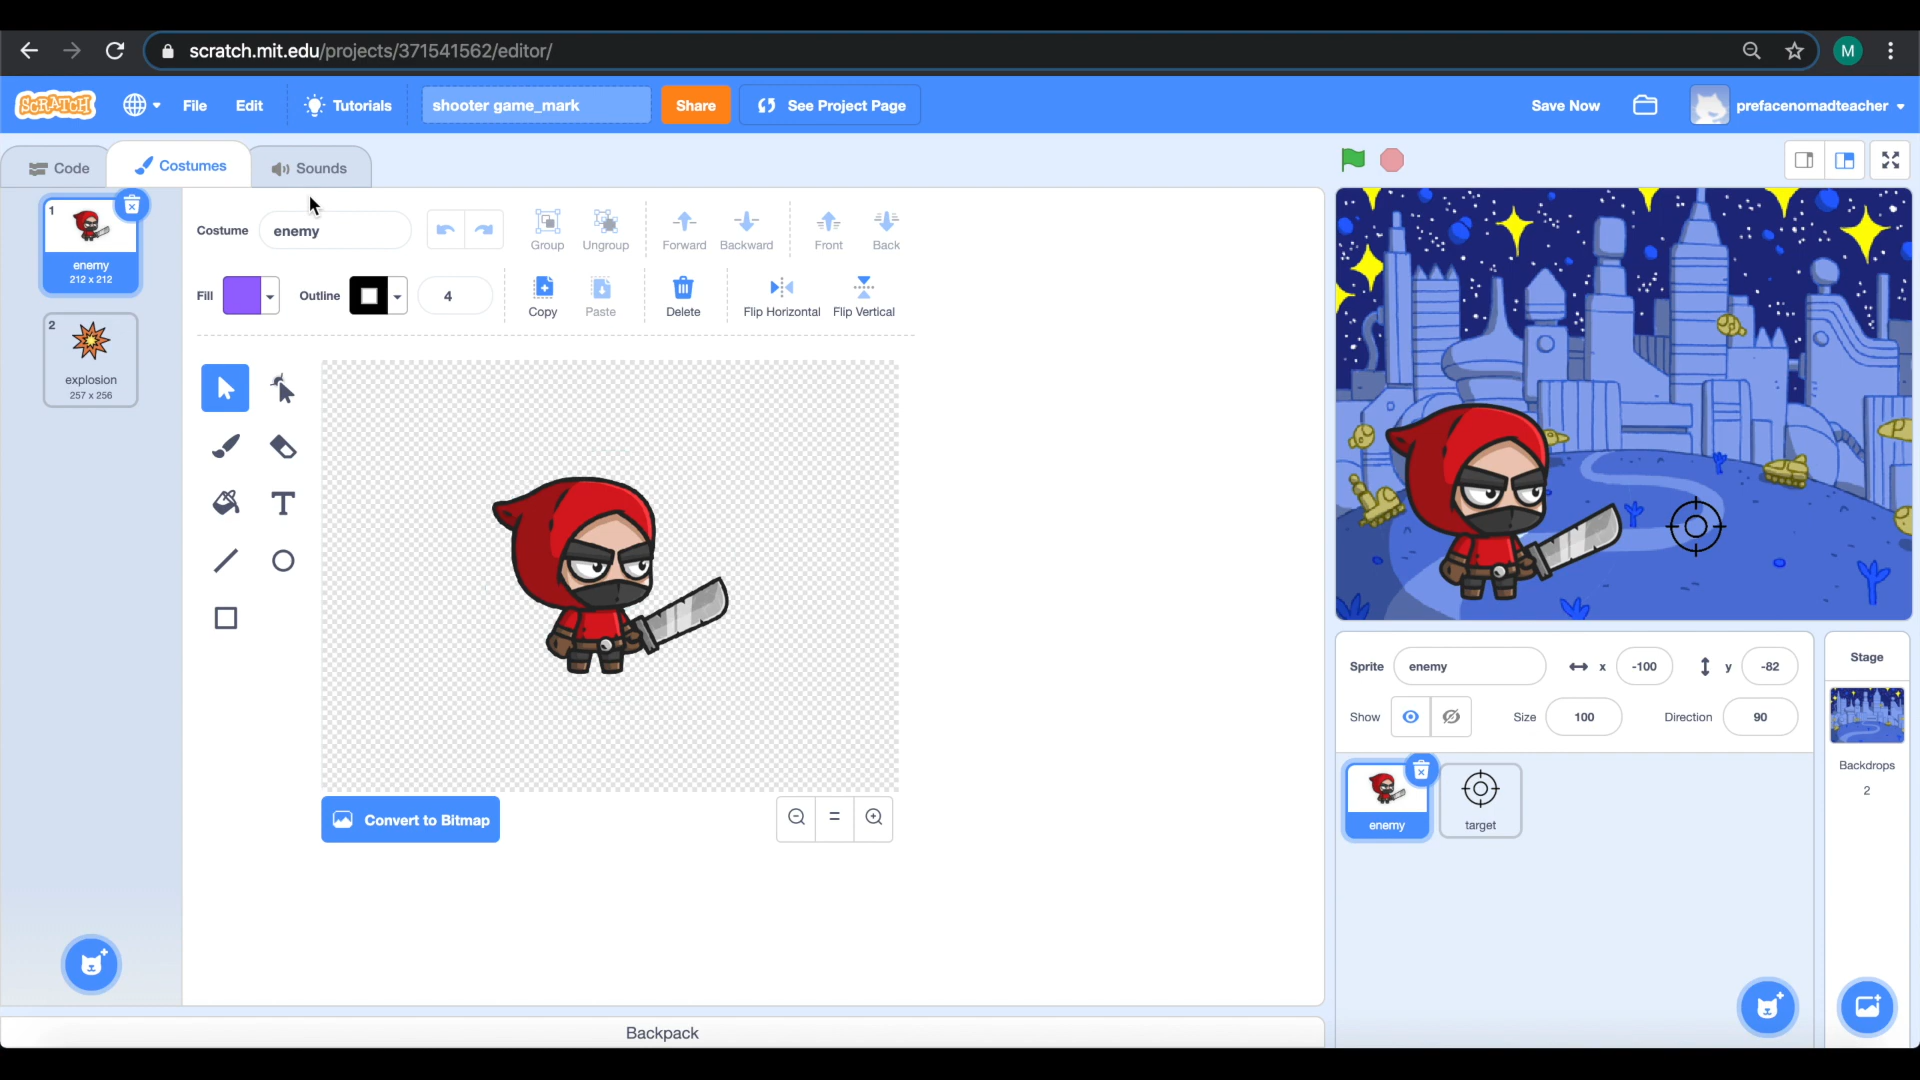 scratch.mit.edu/projects/371541562/editor/
M
SCRATCH
File
Edit
Tutorials
shooter game_mark
Share
See Project Page
Save Now
prefacenomadteacher
Code
Costumes
Sounds
1
enemy
212 x 212
2
explosion
257 x 256
Costume
enemy
Group
Ungroup
Forward
Backward
Front
Back
Fill
Outline
4
Copy
Paste
Delete
Flip Horizontal
Flip Vertical
T
Convert to Bitmap
Backpack
Sprite
enemy
x
-100
y
-82
Show
Size
100
Direction
90
enemy
target
Stage
Backdrops
2